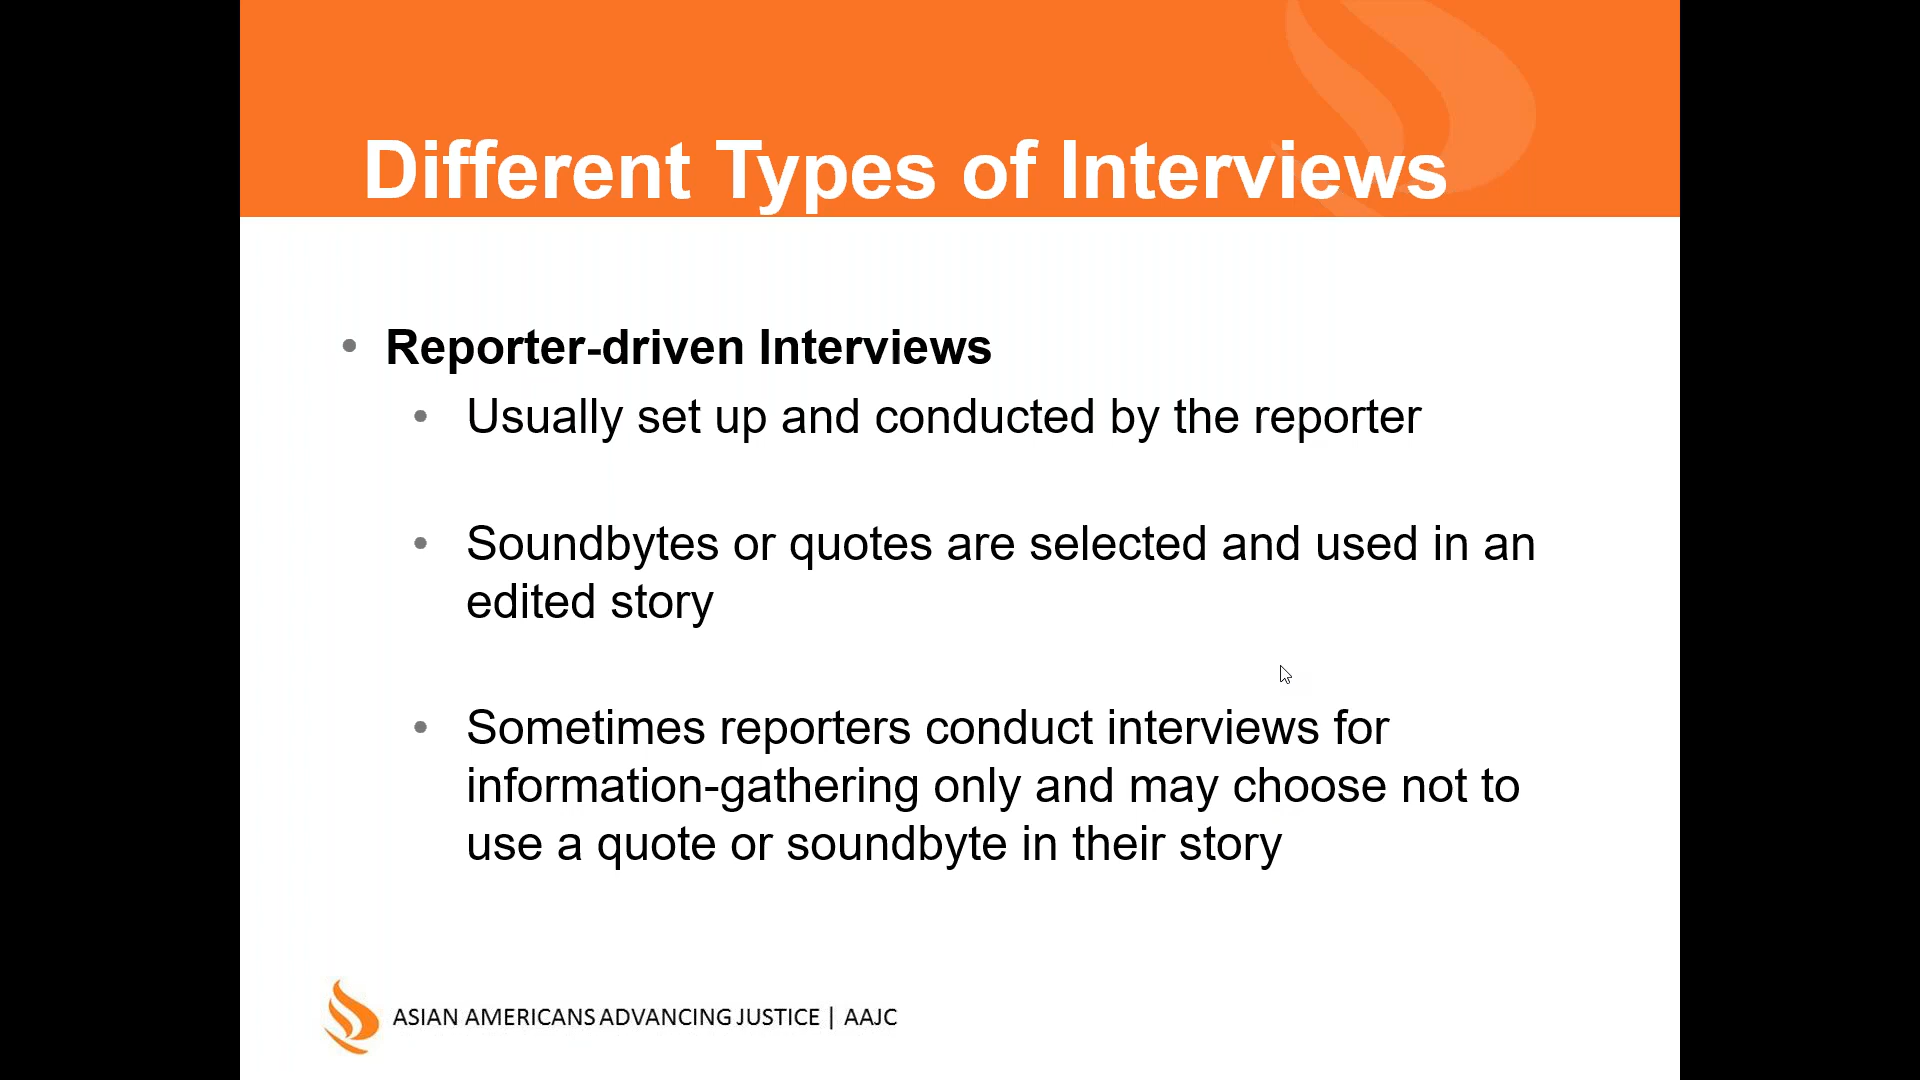 Different Types of Interviews
• Reporter-driven Interviews
• Usually set up and conducted by the reporter
• Soundbytes or quotes are selected and used in an
edited story
• Sometimes reporters conduct interviews for
information-gathering only and may choose not to
use a quote or soundbyte in their story
ASIAN AMERICANS ADVANCING JUSTICE | AAJC